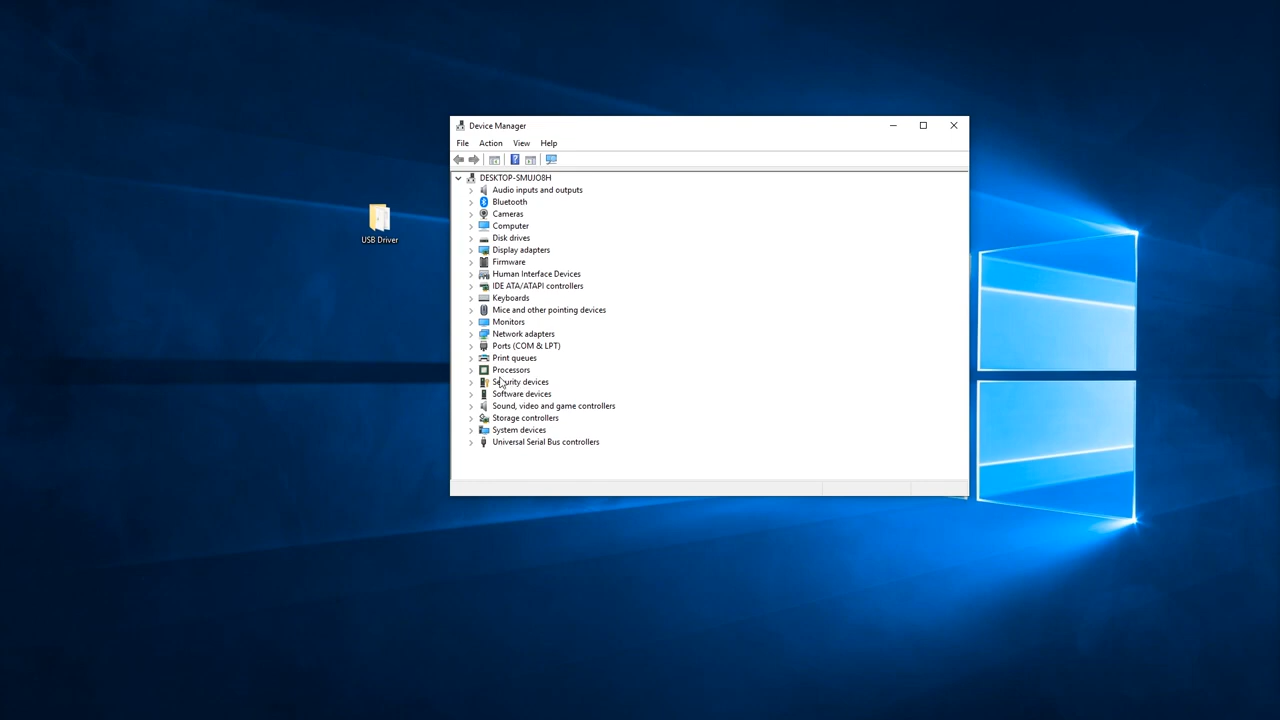 Device Manager
File Action View Help
DESKTOP-SMUJO8H
Audio inputs and outputs
Bluetooth
Cameras
Computer
Disk drives
Display adapters
Firmware
Human Interface Devices
IDE ATA/ATAPI controllers
Keyboards
Mice and other pointing devices
Monitors
Network adapters
Ports (COM & LPT)
Print queues
Processors
Security devices
Software devices
Sound, video and game controllers
Storage controllers
System devices
Universal Serial Bus controllers
USB Driver